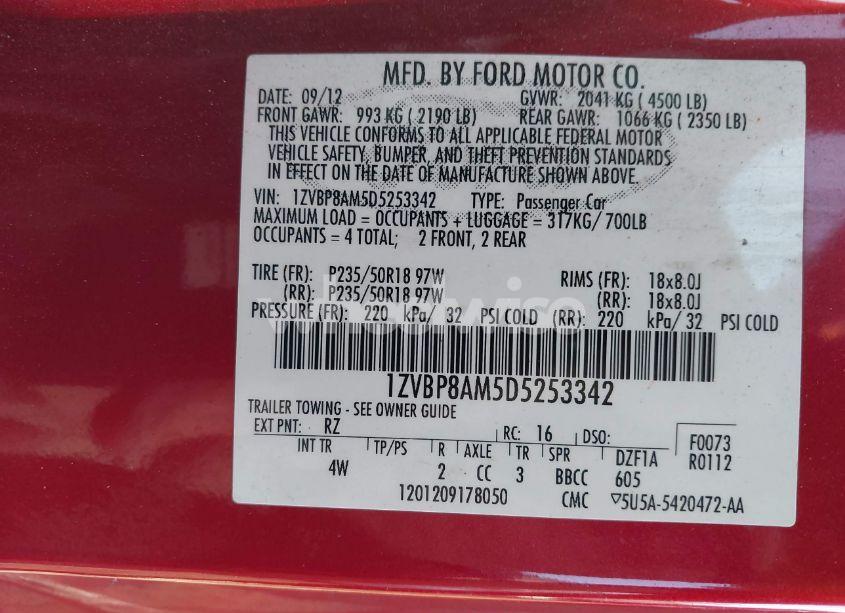 MFD. BY FORD MOTOR CO.
DATE: 09/12 GVWR: 2041 KG ( 4500 LB)
FRONT GAWR: 993 KG ( 2190 LB) REAR GAWR: 1066 KG ( 2350 LB)
THIS VEHICLE CONFORMS TO ALL APPLICABLE FEDERAL MOTOR
VEHICLE SAFETY, BUMPER, AND THEFT PREVENTION STANDARDS
IN EFFECT ON THE DATE OF MANUFACTURE SHOWN ABOVE.
VIN: 1ZVBP8AM5D5253342 TYPE: Passenger Car
MAXIMUM LOAD = OCCUPANTS + LUGGAGE = 317KG/ 700LB
OCCUPANTS = 4 TOTAL; 2 FRONT, 2 REAR
TIRE (FR): P235/50R18 97W RIMS (FR): 18x8.0J
(RR): P235/50R18 97W (RR): 18x8.0J
PRESSURE (FR): 220 kPa/ 32 PSI COLD (RR): 220 kPa/ 32 PSI COLD
1ZVBP8AM5D5253342
TRAILER TOWING - SEE OWNER GUIDE
EXT PNT: RZ RC: 16 DSO: F0073
INT TR TP/PS R AXLE TR SPR DZF1A R0112
4W 2 CC 3 BBCC 605
1201209178050 CMC ▽5U5A-5420472-AA